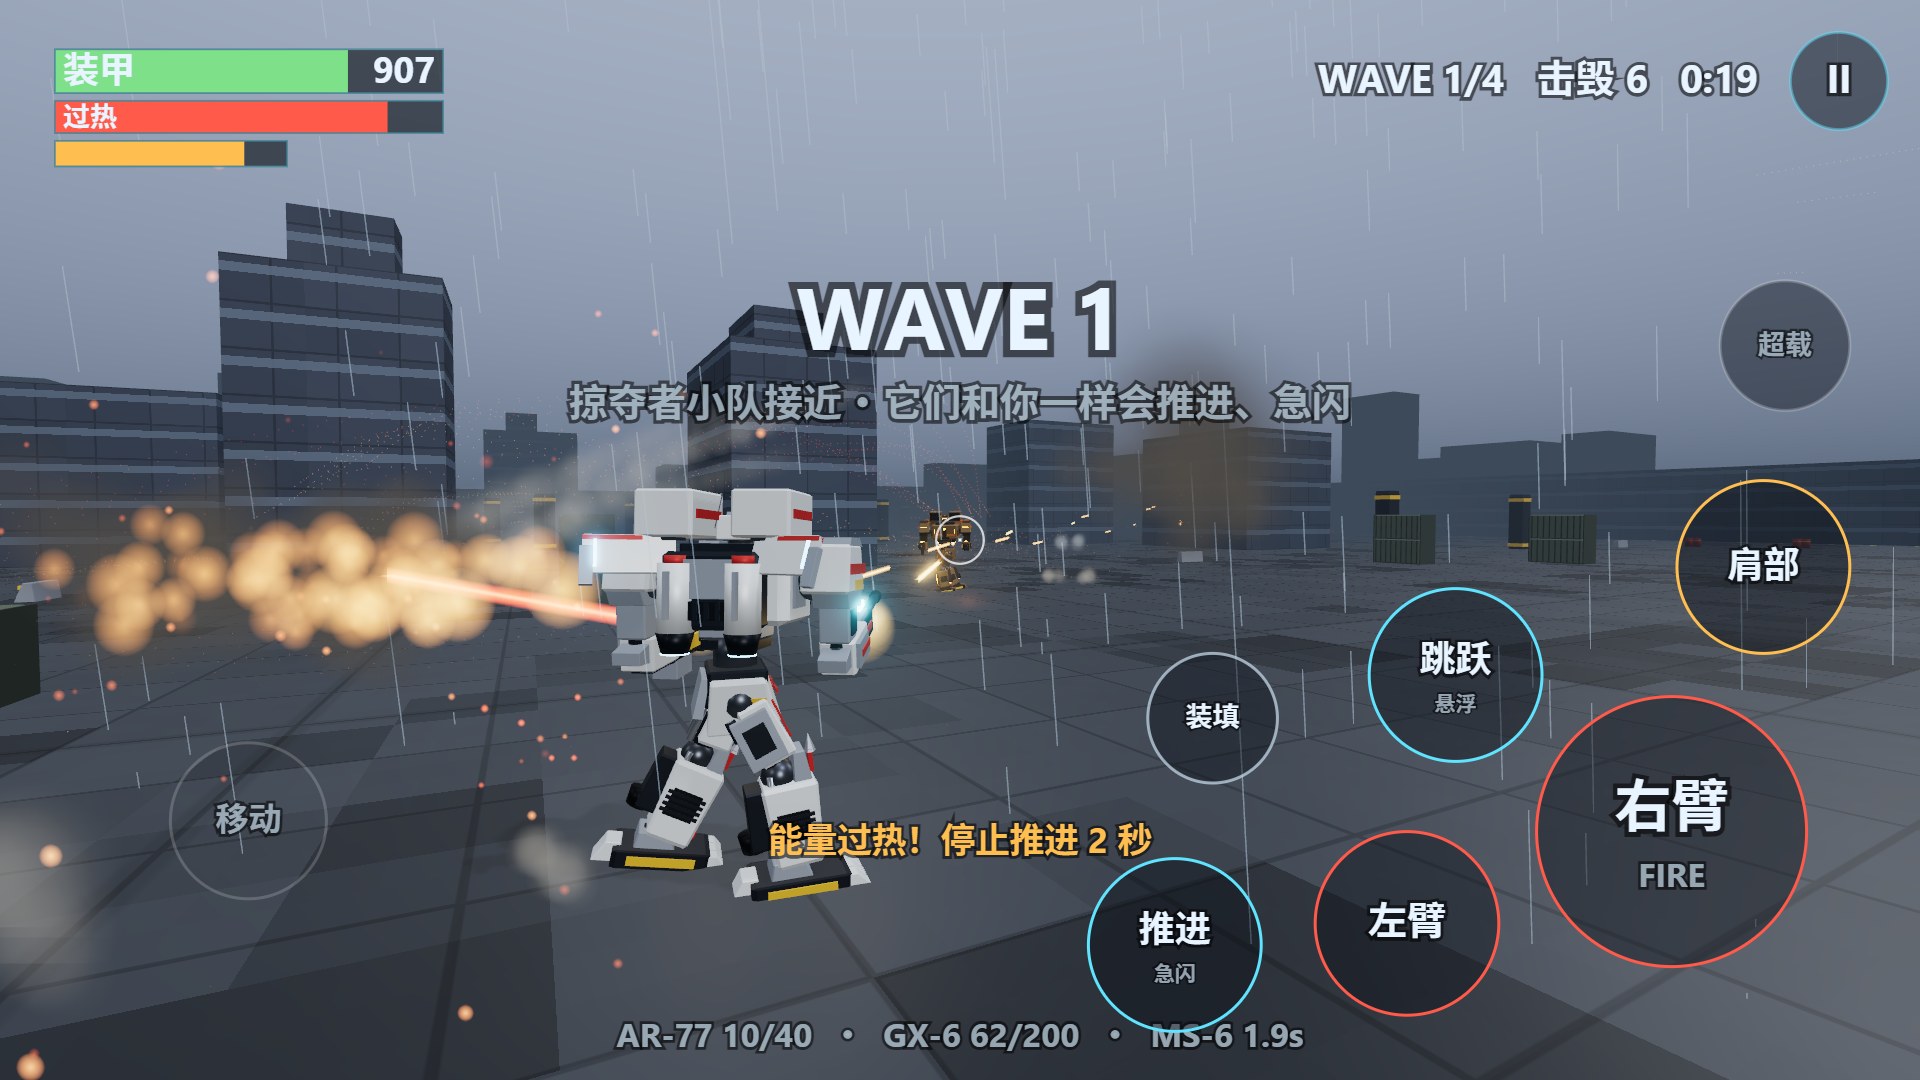 装甲 907
过热
WAVE 1/4 击毁 6 0:19
WAVE 1
掠夺者小队接近·它们和你一样会推进、急闪
超载
肩部
跳跃
悬浮
装填
移动
右臂
FIRE
能量过热！停止推进 2 秒
左臂
推进
急闪
AR-77 10/40 · GX-6 62/200 · MS-6 1.9s